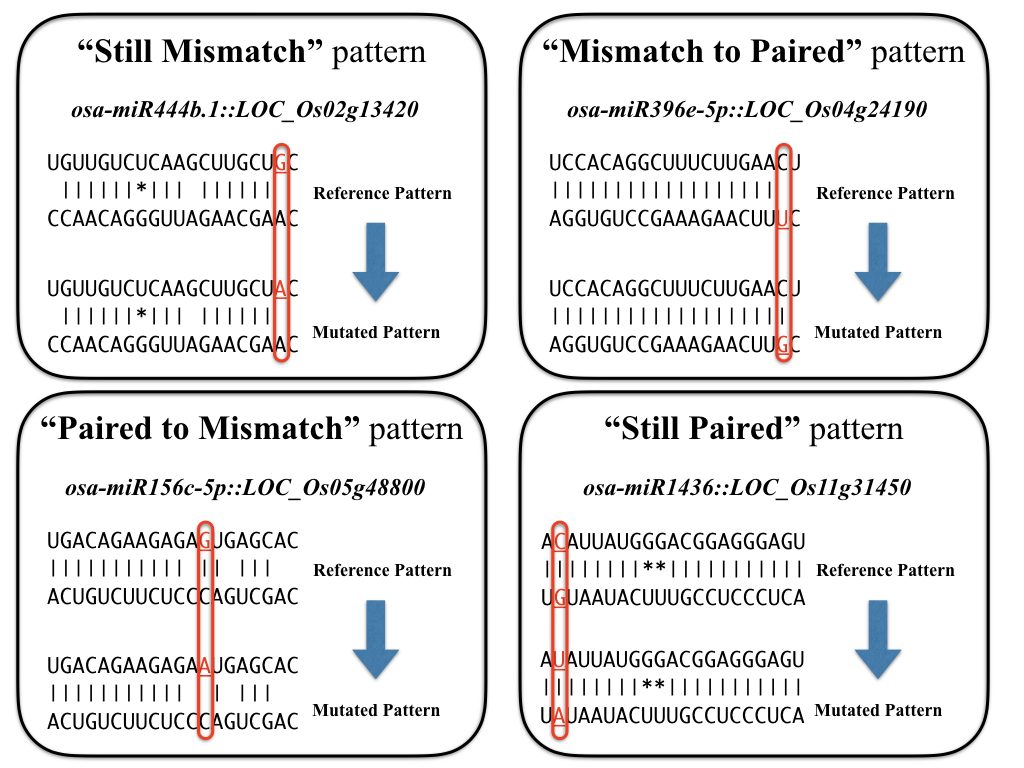 “Still Mismatch” pattern
osa-miR444b.1::LOC_Os02g13420
UGUUGUCUCAAGCUUGCUGC
||||||*||| ||||||
CCAACAGGGUUAGAACGAAC
Reference Pattern
UGUUGUCUCAAGCUUGCUAC
||||||*||| ||||||
CCAACAGGGUUAGAACGAAC
Mutated Pattern
“Mismatch to Paired” pattern
osa-miR396e-5p::LOC_Os04g24190
UCCACAGGCUUUCUUGAACU
||||||||||||||||||
AGGUGUCCGAAAGAACUUUC
Reference Pattern
UCCACAGGCUUUCUUGAACU
|||||||||||||||||||
AGGUGUCCGAAAGAACUUGC
Mutated Pattern
“Paired to Mismatch” pattern
osa-miR156c-5p::LOC_Os05g48800
UGACAGAAGAGAGUGAGCAC
||||||||||| || |||
ACUGUCUUCUCCCAGUCGAC
Reference Pattern
UGACAGAAGAGAAUGAGCAC
||||||||||| | |||
ACUGUCUUCUCCCAGUCGAC
Mutated Pattern
“Still Paired” pattern
osa-miR1436::LOC_Os11g31450
ACAUUAUGGGACGGAGGGAGU
||||||||**|||||||||||
UGUAAUACUUUGCCUCCCUCA
Reference Pattern
AUAUUAUGGGACGGAGGGAGU
||||||||**|||||||||||
UAUAAUACUUUGCCUCCCUCA
Mutated Pattern